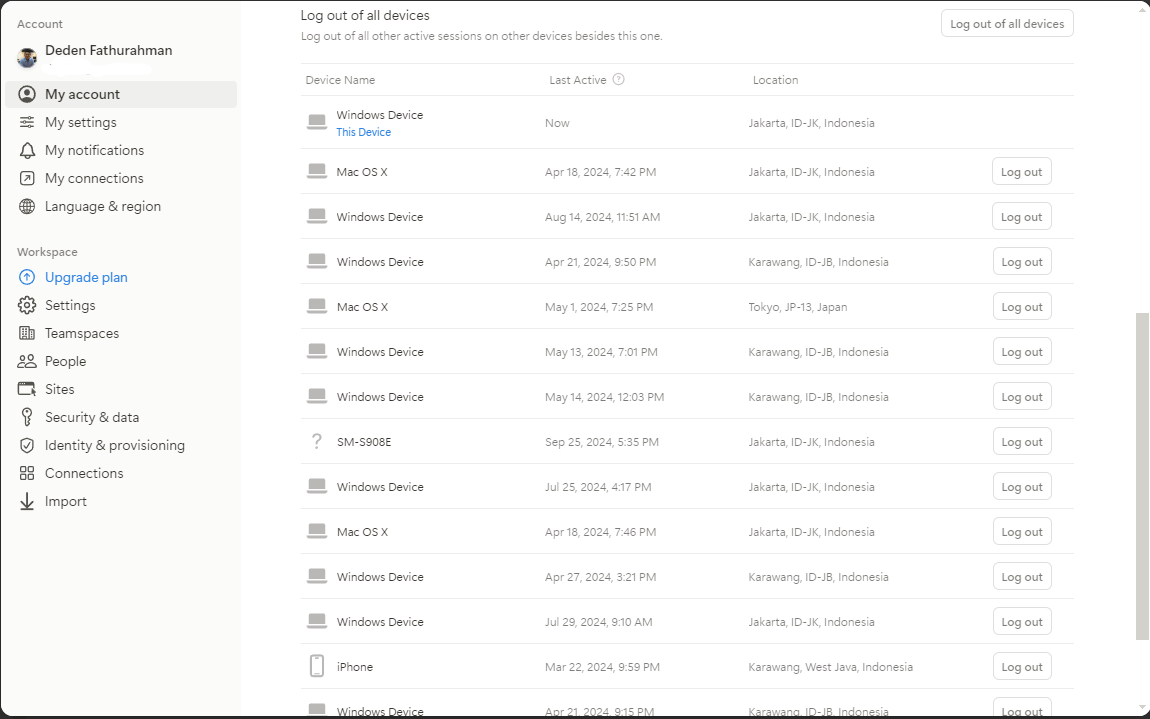 Account
Deden Fathurahman
My account
My settings
My notifications
My connections
Language & region
Workspace
Upgrade plan
Settings
Teamspaces
People
Sites
Security & data
Identity & provisioning
Connections
Import
Log out of all devices
Log out of all other active sessions on other devices besides this one.
Log out of all devices
Device Name Last Active ? Location
Windows Device
This Device
Now Jakarta, ID-JK, Indonesia
Mac OS X Apr 18, 2024, 7:42 PM Jakarta, ID-JK, Indonesia Log out
Windows Device Aug 14, 2024, 11:51 AM Jakarta, ID-JK, Indonesia Log out
Windows Device Apr 21, 2024, 9:50 PM Karawang, ID-JB, Indonesia Log out
Mac OS X May 1, 2024, 7:25 PM Tokyo, JP-13, Japan Log out
Windows Device May 13, 2024, 7:01 PM Karawang, ID-JB, Indonesia Log out
Windows Device May 14, 2024, 12:03 PM Karawang, ID-JB, Indonesia Log out
? SM-S908E Sep 25, 2024, 5:35 PM Jakarta, ID-JK, Indonesia Log out
Windows Device Jul 25, 2024, 4:17 PM Jakarta, ID-JK, Indonesia Log out
Mac OS X Apr 18, 2024, 7:46 PM Jakarta, ID-JK, Indonesia Log out
Windows Device Apr 27, 2024, 3:21 PM Karawang, ID-JB, Indonesia Log out
Windows Device Jul 29, 2024, 9:10 AM Jakarta, ID-JK, Indonesia Log out
iPhone Mar 22, 2024, 9:59 PM Karawang, West Java, Indonesia Log out
Windows Device Apr 21, 2024, 9:15 PM Karawang, ID-JB, Indonesia Log out